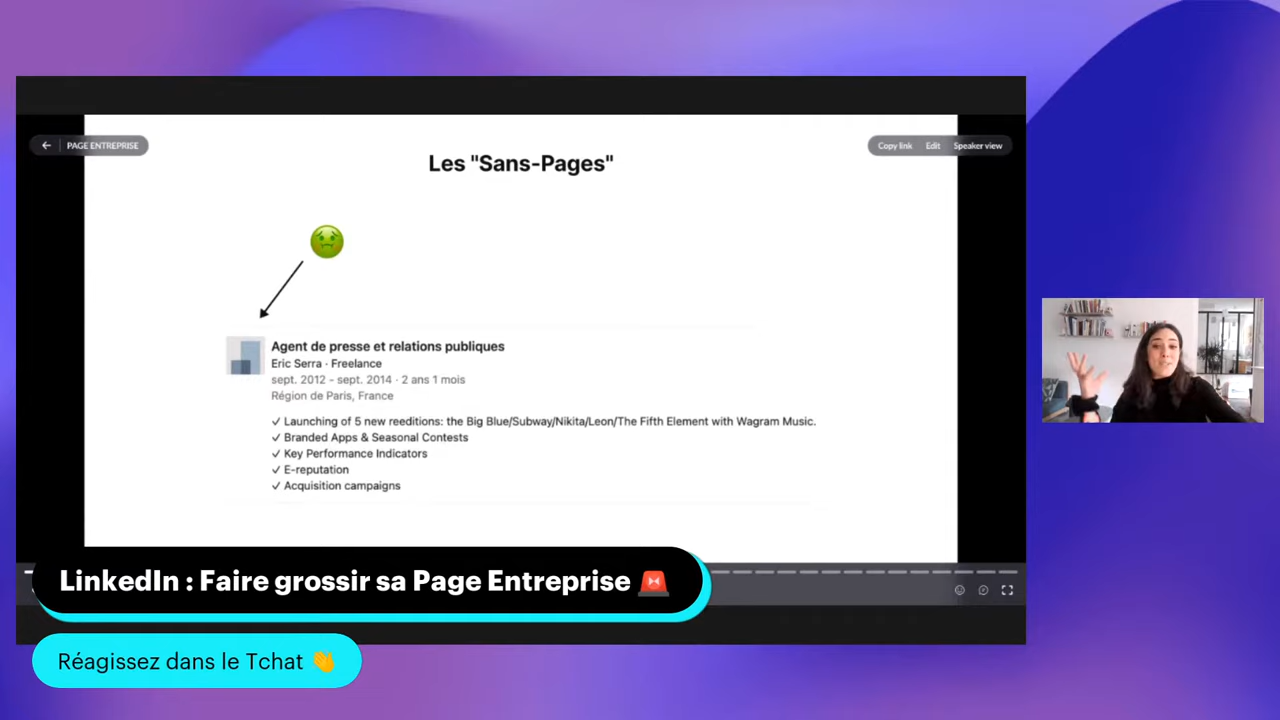 PAGE ENTREPRISE
Copy link Edit Speaker view
Les "Sans-Pages"
Agent de presse et relations publiques
Eric Serra · Freelance
sept. 2012 - sept. 2014 · 2 ans 1 mois
Région de Paris, France
✓ Launching of 5 new reeditions: the Big Blue/Subway/Nikita/Leon/The Fifth Element with Wagram Music.
✓ Branded Apps & Seasonal Contests
✓ Key Performance Indicators
✓ E-reputation
✓ Acquisition campaigns
LinkedIn : Faire grossir sa Page Entreprise 🚨
Réagissez dans le Tchat 👏